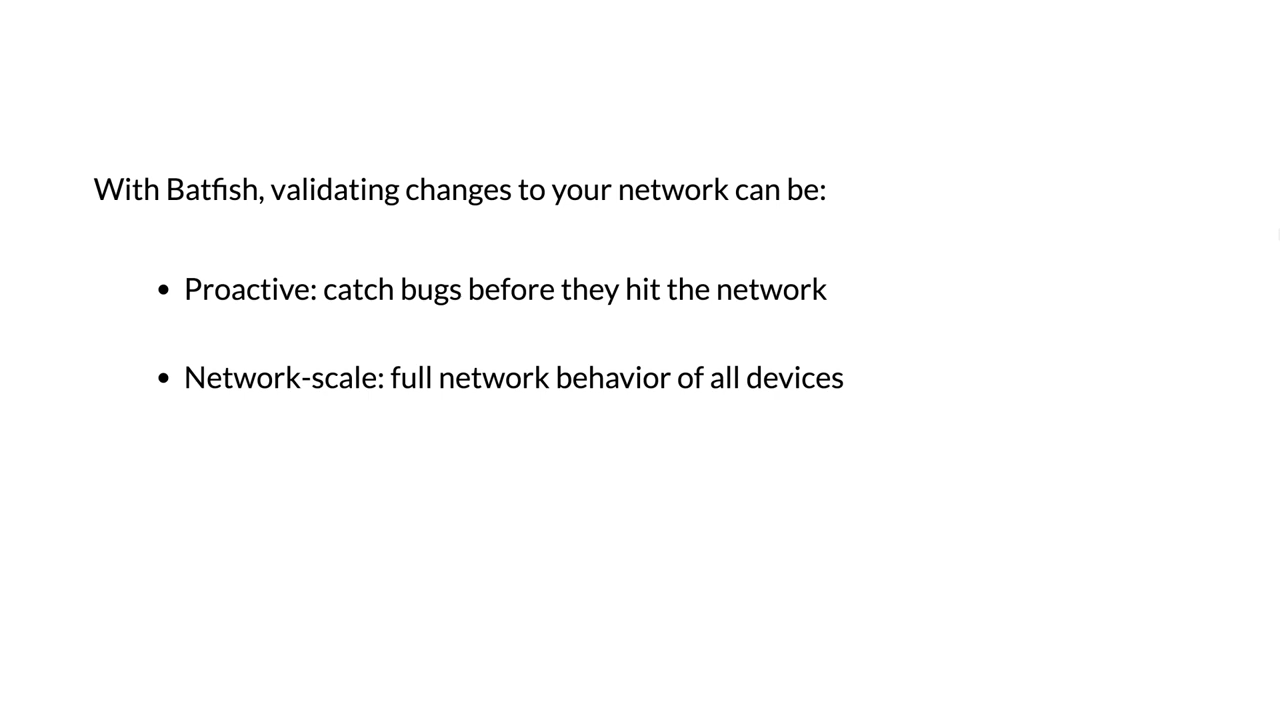 With Batfish, validating changes to your network can be:
• Proactive: catch bugs before they hit the network
• Network-scale: full network behavior of all devices